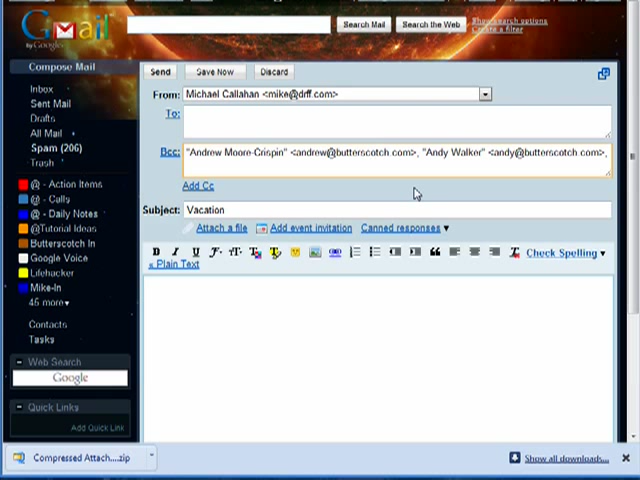 Gmail
by Google
Search Mail
Search the Web
Show search options
Create a filter
Compose Mail
Inbox
Sent Mail
Drafts
All Mail
Spam (206)
Trash
@ - Action Items
@ - Calls
@ - Daily Notes
@Tutorial Ideas
Butterscotch In
Google Voice
Lifehacker
Mike-In
45 more▾
Contacts
Tasks
Web Search
Google
Quick Links
Add Quick Link
Send
Save Now
Discard
From: Michael Callahan <mike@drff.com>
To:
Bcc: "Andrew Moore-Crispin" <andrew@butterscotch.com>, "Andy Walker" <andy@butterscotch.com>,
Add Cc
Subject: Vacation
Attach a file Add event invitation Canned responses ▾
B I U Check Spelling ▾
« Plain Text
Compressed Attach....zip
Show all downloads...